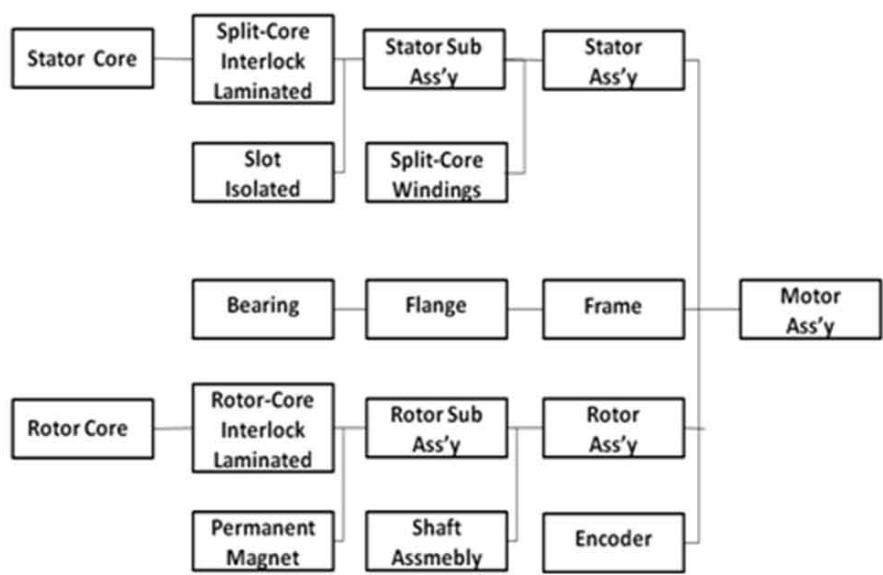 Stator Core
Split-Core
Interlock
Laminated
Stator Sub
Ass'y
Stator
Ass'y
Slot
Isolated
Split-Core
Windings
Bearing
Flange
Frame
Motor
Ass'y
Rotor Core
Rotor-Core
Interlock
Laminated
Rotor Sub
Ass'y
Rotor
Ass'y
Permanent
Magnet
Shaft
Assmebly
Encoder